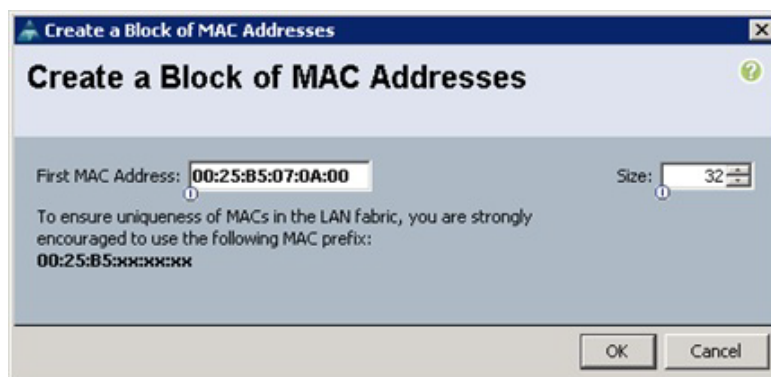 Create a Block of MAC Addresses
Create a Block of MAC Addresses
First MAC Address: 00:25:B5:07:0A:00 Size: 32
To ensure uniqueness of MACs in the LAN fabric, you are strongly
encouraged to use the following MAC prefix:
00:25:B5:xx:xx:xx
OK Cancel